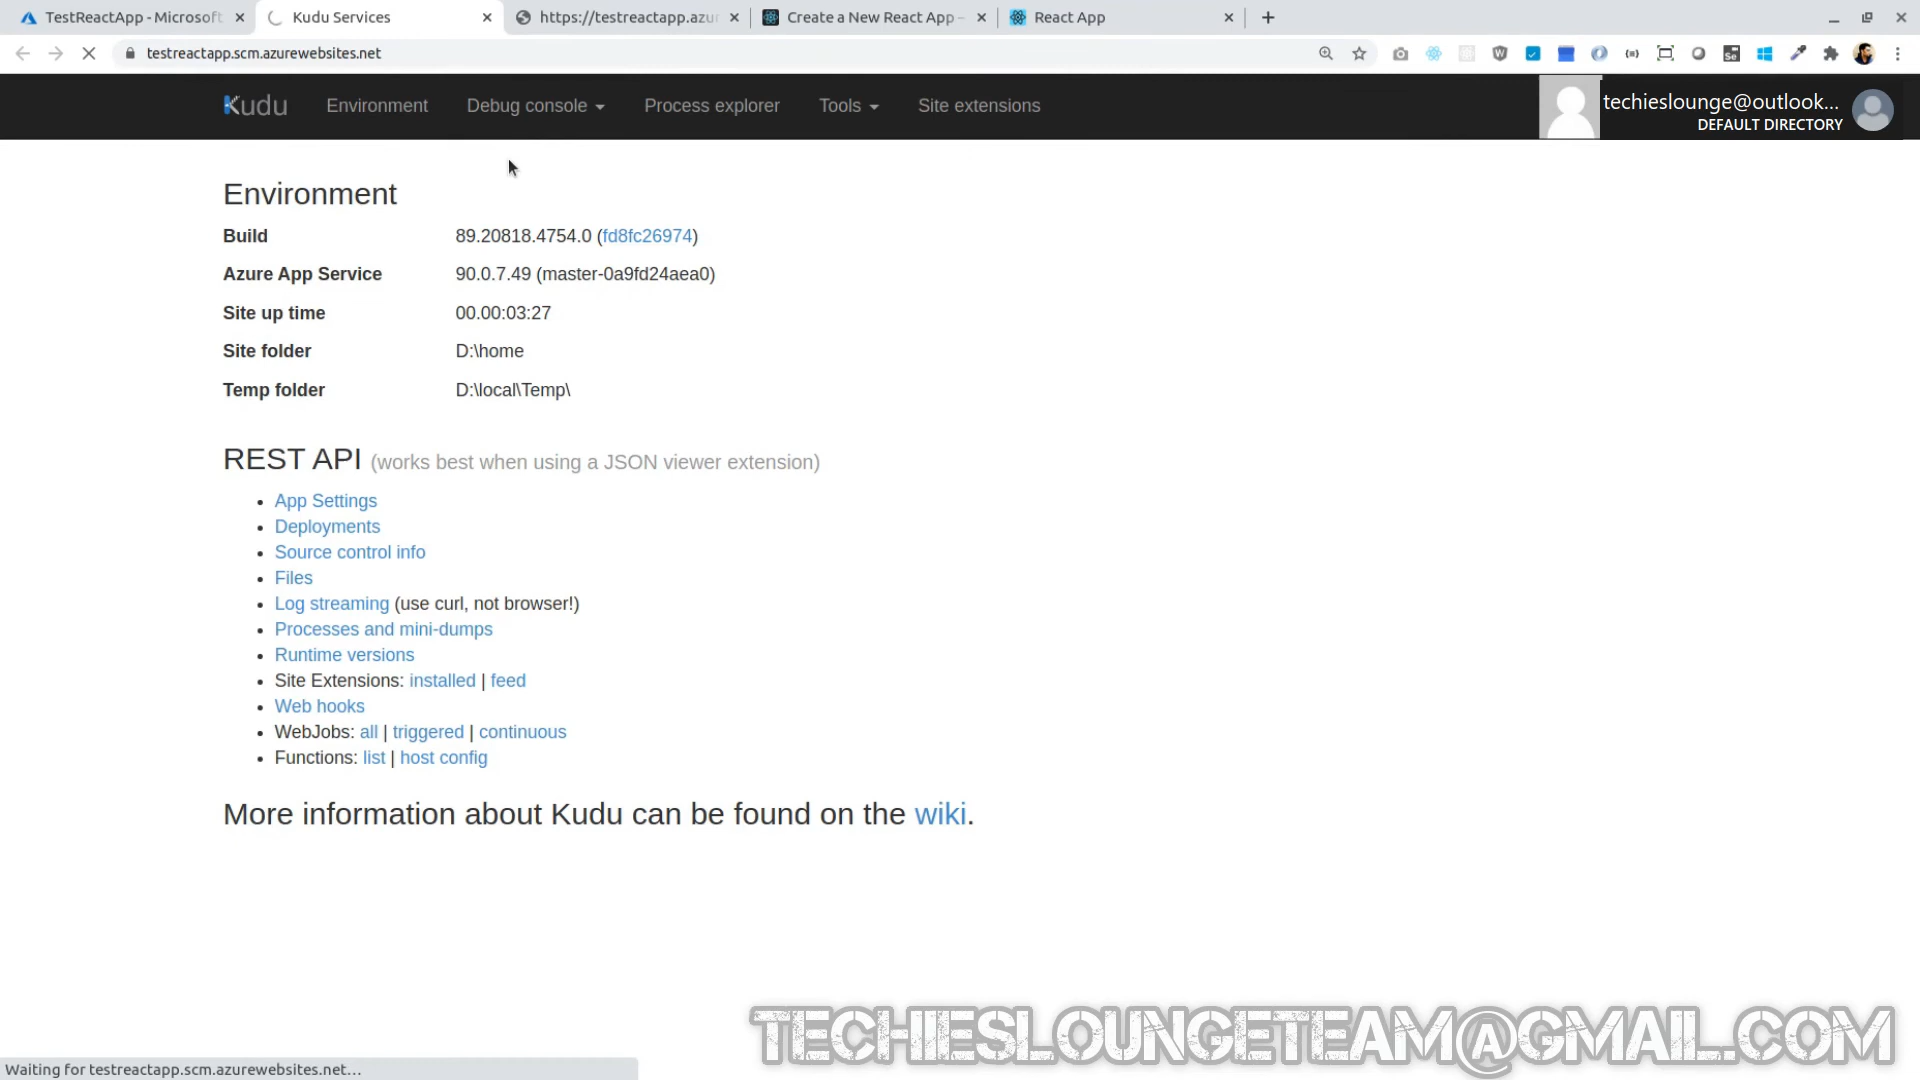 TestReactApp - Microsoft
Kudu Services
https://testreactapp.azur
Create a New React App –
React App
testreactapp.scm.azurewebsites.net
Kudu
Environment
Debug console
Process explorer
Tools
Site extensions
techieslounge@outlook...
DEFAULT DIRECTORY
Environment
Build 89.20818.4754.0 (fd8fc26974)
Azure App Service 90.0.7.49 (master-0a9fd24aea0)
Site up time 00.00:03:27
Site folder D:\home
Temp folder D:\local\Temp\
REST API (works best when using a JSON viewer extension)
• App Settings
• Deployments
• Source control info
• Files
• Log streaming (use curl, not browser!)
• Processes and mini-dumps
• Runtime versions
• Site Extensions: installed | feed
• Web hooks
• WebJobs: all | triggered | continuous
• Functions: list | host config
More information about Kudu can be found on the wiki.
TECHIESLOUNGETEAM@GMAIL.COM
Waiting for testreactapp.scm.azurewebsites.net...